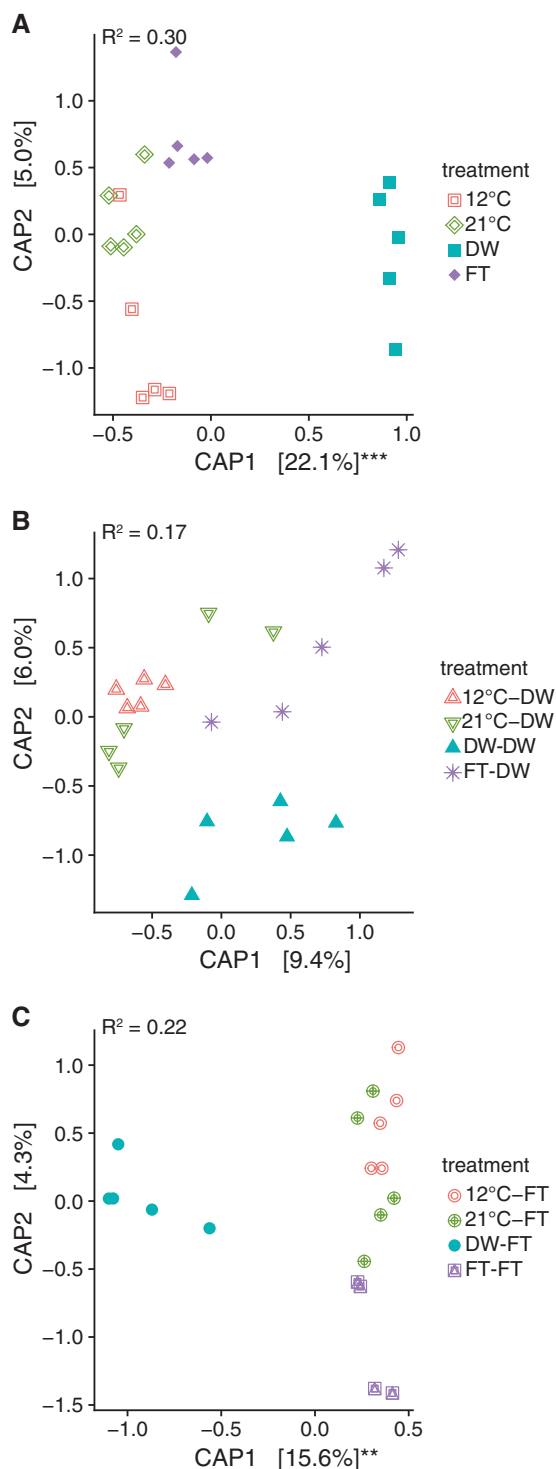 A
R² = 0.30
CAP2 [5.0%]
1.0
0.5
0.0
−0.5
−1.0
−0.5 0.0 0.5 1.0
CAP1 [22.1%]***
treatment
12°C
21°C
DW
FT
B
R² = 0.17
CAP2 [6.0%]
1.0
0.5
0.0
−0.5
−1.0
−0.5 0.0 0.5 1.0
CAP1 [9.4%]
treatment
12°C–DW
21°C–DW
DW-DW
FT-DW
C
R² = 0.22
CAP2 [4.3%]
1.0
0.5
0.0
−0.5
−1.0
−1.5
−1.0 −0.5 0.0 0.5
CAP1 [15.6%]**
treatment
12°C–FT
21°C–FT
DW-FT
FT-FT